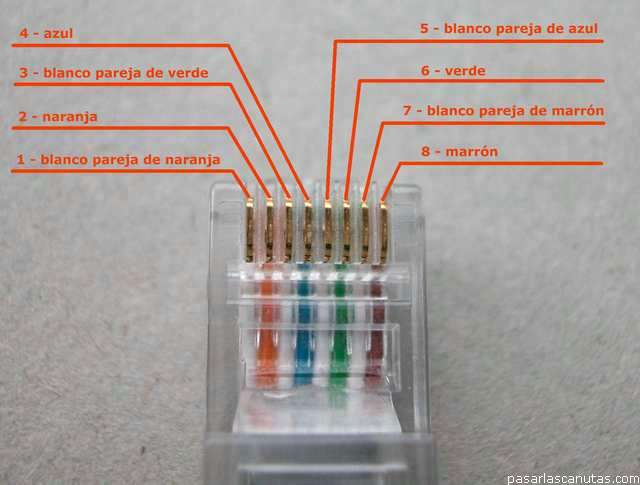 4 - azul
3 - blanco pareja de verde
2 - naranja
1 - blanco pareja de naranja
5 - blanco pareja de azul
6 - verde
7 - blanco pareja de marrón
8 - marrón
pasarlascanutas.com